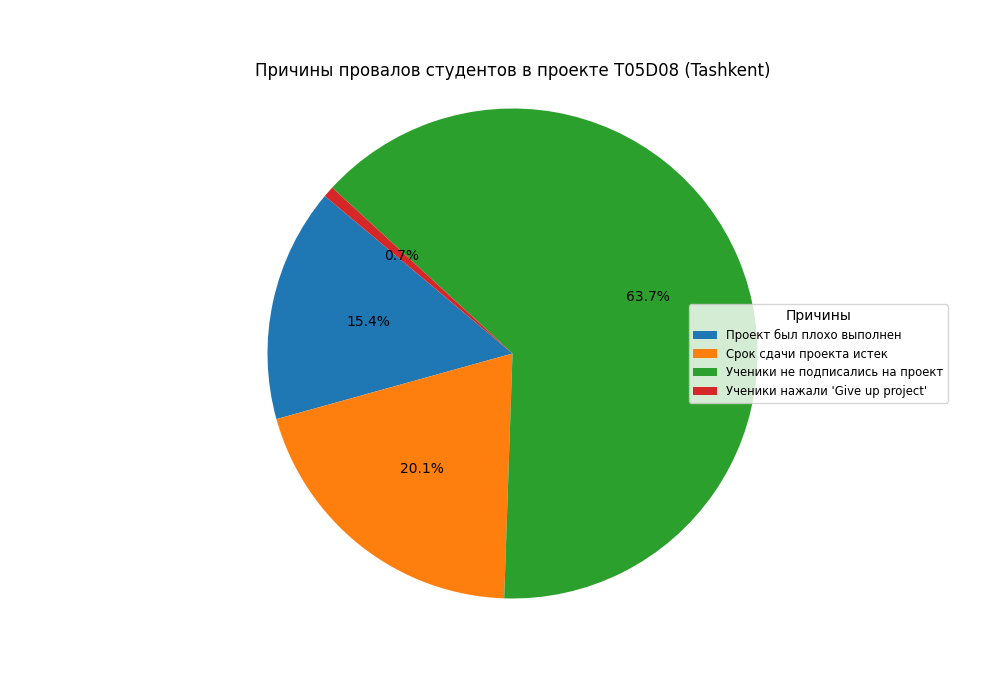 Причины провалов студентов в проекте T05D08 (Tashkent)
0.7%
63.7%
15.4%
20.1%
Причины
Проект был плохо выполнен
Срок сдачи проекта истек
Ученики не подписались на проект
Ученики нажали 'Give up project'